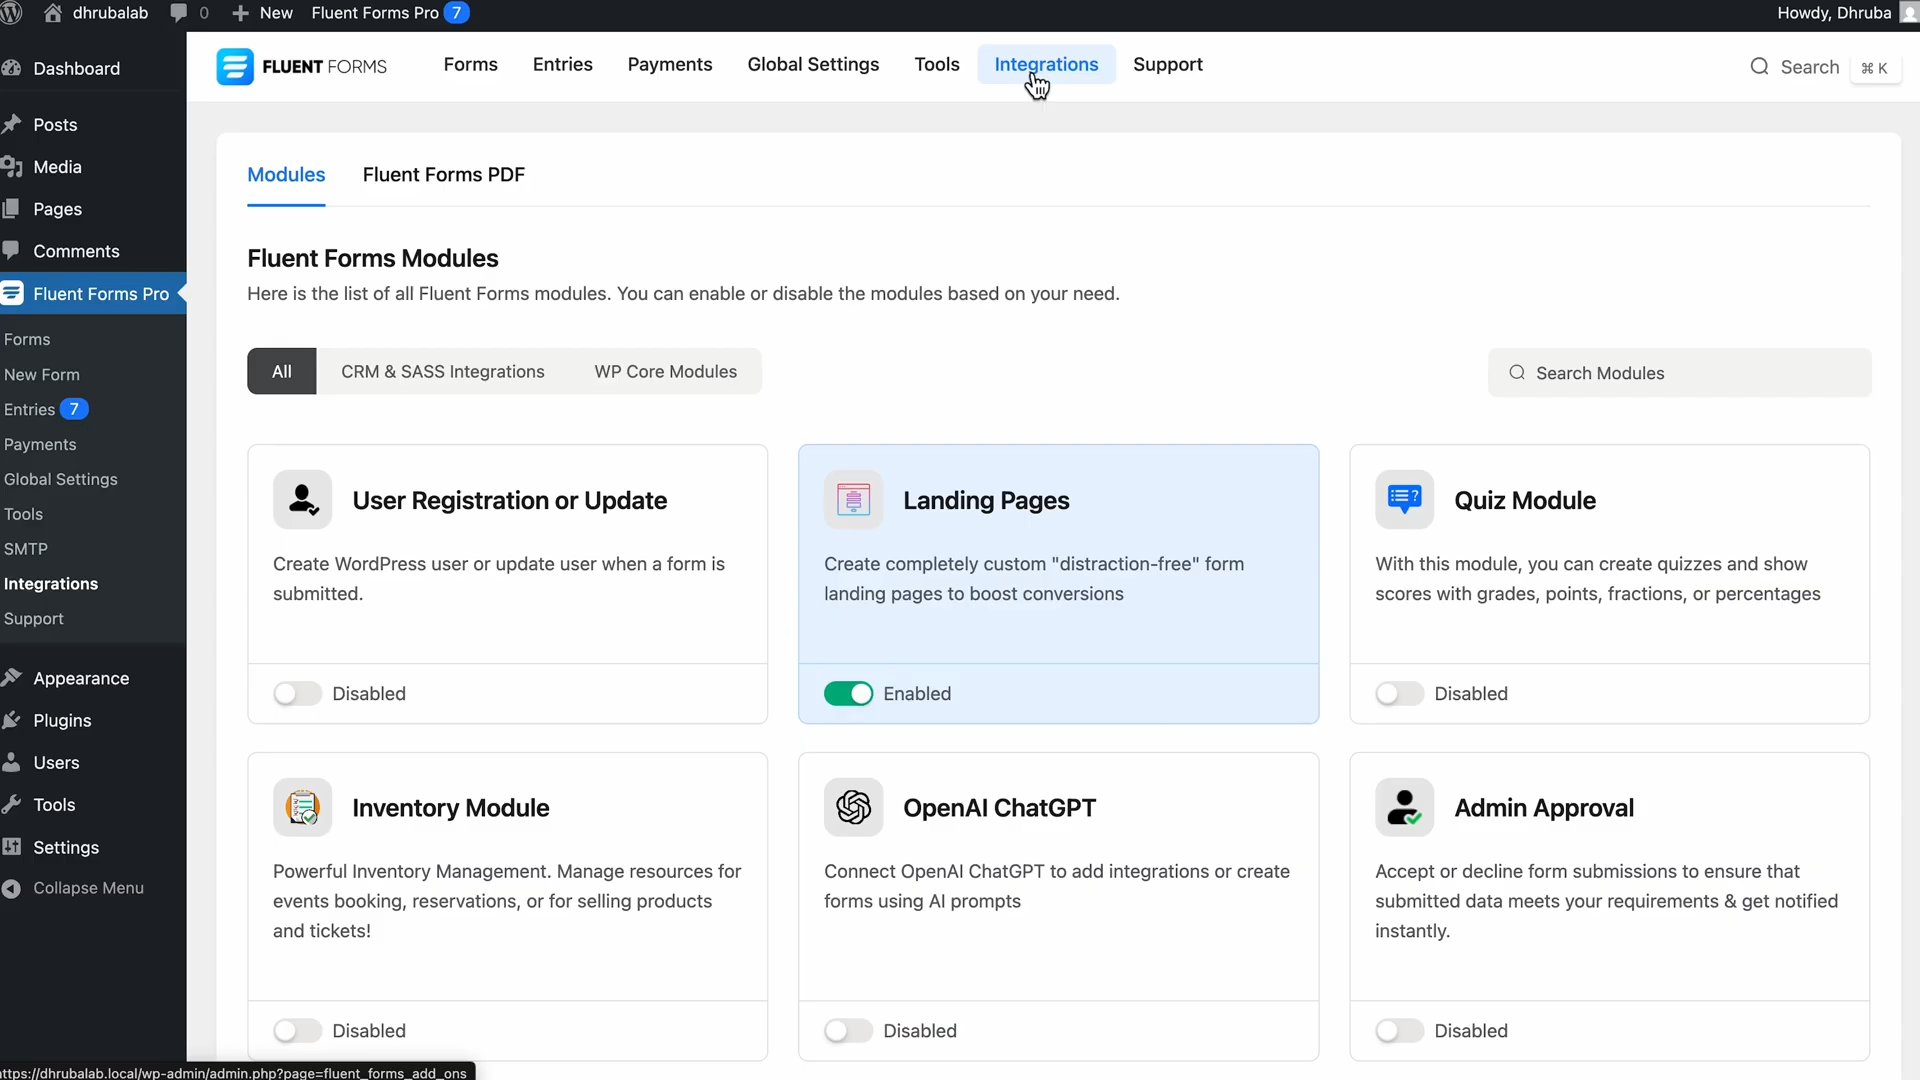 dhrubalab 0 New Fluent Forms Pro 7 Howdy, Dhruba
Dashboard
Posts
Media
Pages
Comments
Fluent Forms Pro
Forms
New Form
Entries 7
Payments
Global Settings
Tools
SMTP
Integrations
Support
Appearance
Plugins
Users
Tools
Settings
Collapse Menu
FLUENT FORMS Forms Entries Payments Global Settings Tools Integrations Support Search ⌘ K
Modules Fluent Forms PDF
Fluent Forms Modules
Here is the list of all Fluent Forms modules. You can enable or disable the modules based on your need.
All CRM & SASS Integrations WP Core Modules Search Modules
User Registration or Update
Create WordPress user or update user when a form is
submitted.
Disabled
Landing Pages
Create completely custom "distraction-free" form
landing pages to boost conversions
Enabled
Quiz Module
With this module, you can create quizzes and show
scores with grades, points, fractions, or percentages
Disabled
Inventory Module
Powerful Inventory Management. Manage resources for
events booking, reservations, or for selling products
and tickets!
Disabled
OpenAI ChatGPT
Connect OpenAI ChatGPT to add integrations or create
forms using AI prompts
Disabled
Admin Approval
Accept or decline form submissions to ensure that
submitted data meets your requirements & get notified
instantly.
Disabled
ttps://dhrubalab.local/wp-admin/admin.php?page=fluent_forms_add_ons